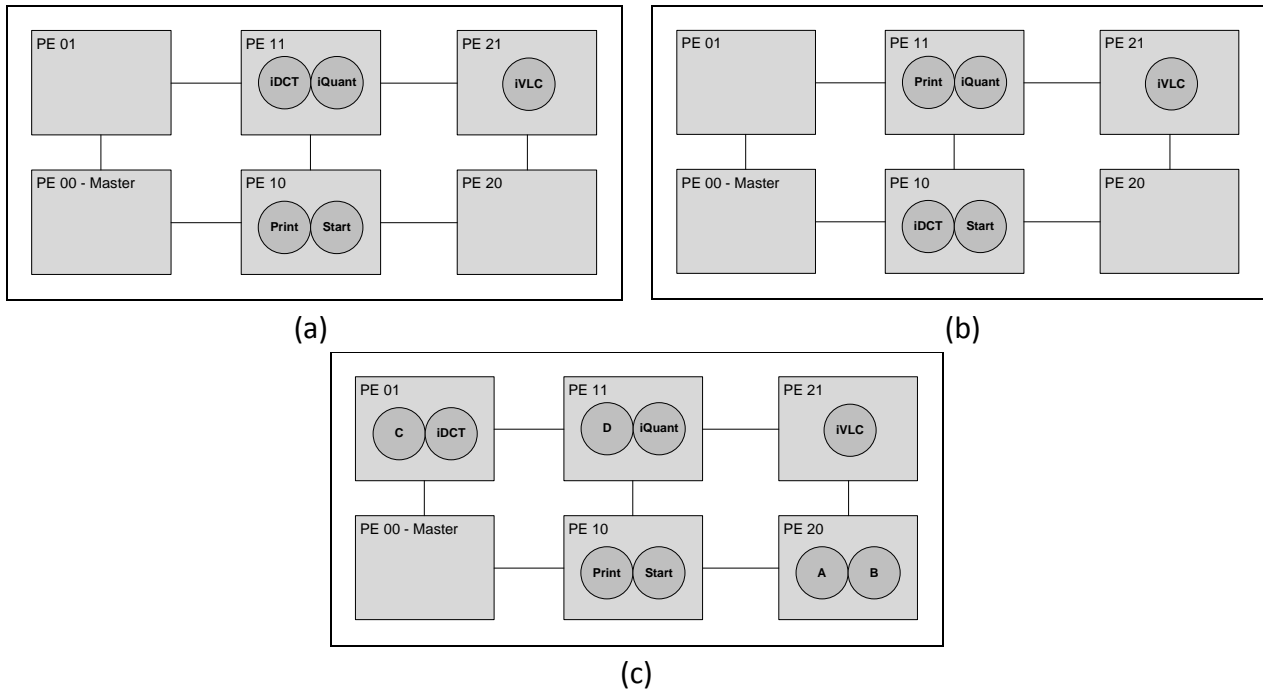 PE 01
PE 11
PE 21
iDCT
iQuant
iVLC
PE 00 - Master
PE 10
PE 20
Print
Start
(a)
PE 01
PE 11
PE 21
Print
iQuant
iVLC
PE 00 - Master
PE 10
PE 20
iDCT
Start
(b)
PE 01
PE 11
PE 21
C
iDCT
D
iQuant
iVLC
PE 00 - Master
PE 10
PE 20
Print
Start
A
B
(c)